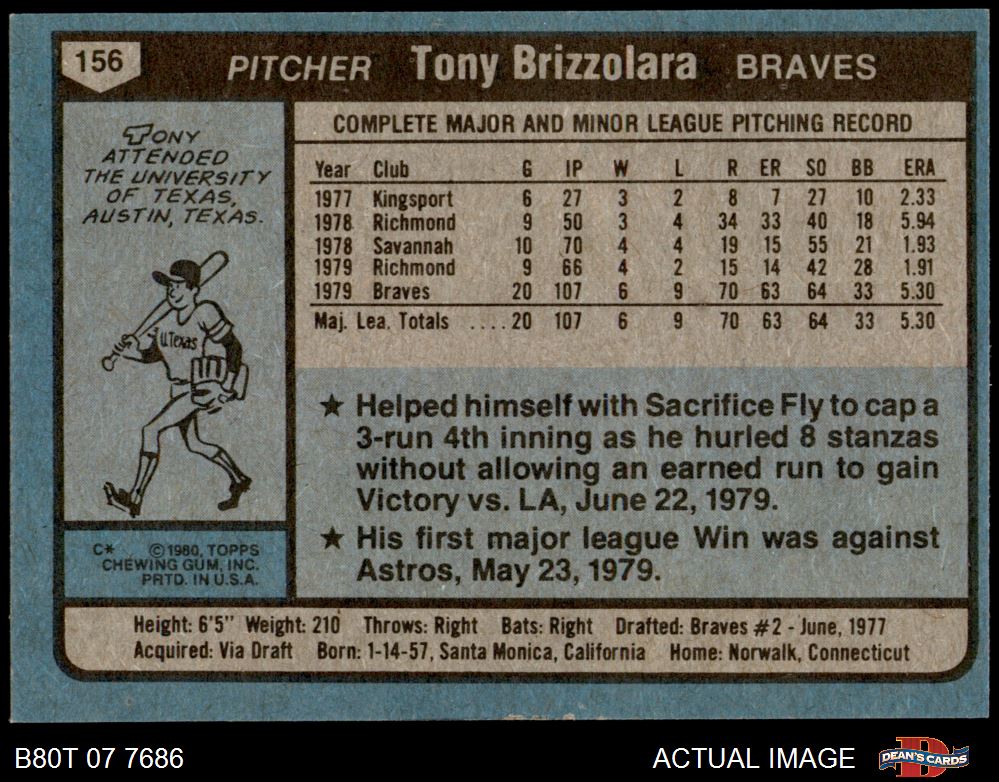 156 PITCHER Tony Brizzolara BRAVES
TONY
ATTENDED
THE UNIVERSITY
OF TEXAS,
AUSTIN, TEXAS.
U. Texas
C* ©1980, TOPPS
CHEWING GUM, INC.
PRTD. IN U.S.A.
COMPLETE MAJOR AND MINOR LEAGUE PITCHING RECORD
Year Club G IP W L R ER SO BB ERA
1977 Kingsport 6 27 3 2 8 7 27 10 2.33
1978 Richmond 9 50 3 4 34 33 40 18 5.94
1978 Savannah 10 70 4 4 19 15 55 21 1.93
1979 Richmond 9 66 4 2 15 14 42 28 1.91
1979 Braves 20 107 6 9 70 63 64 33 5.30
Maj. Lea. Totals ....20 107 6 9 70 63 64 33 5.30
★ Helped himself with Sacrifice Fly to cap a
3-run 4th inning as he hurled 8 stanzas
without allowing an earned run to gain
Victory vs. LA, June 22, 1979.
★ His first major league Win was against
Astros, May 23, 1979.
Height: 6'5" Weight: 210 Throws: Right Bats: Right Drafted: Braves #2 - June, 1977
Acquired: Via Draft Born: 1-14-57, Santa Monica, California Home: Norwalk, Connecticut
B80T 07 7686 ACTUAL IMAGE DEAN'S CARDS